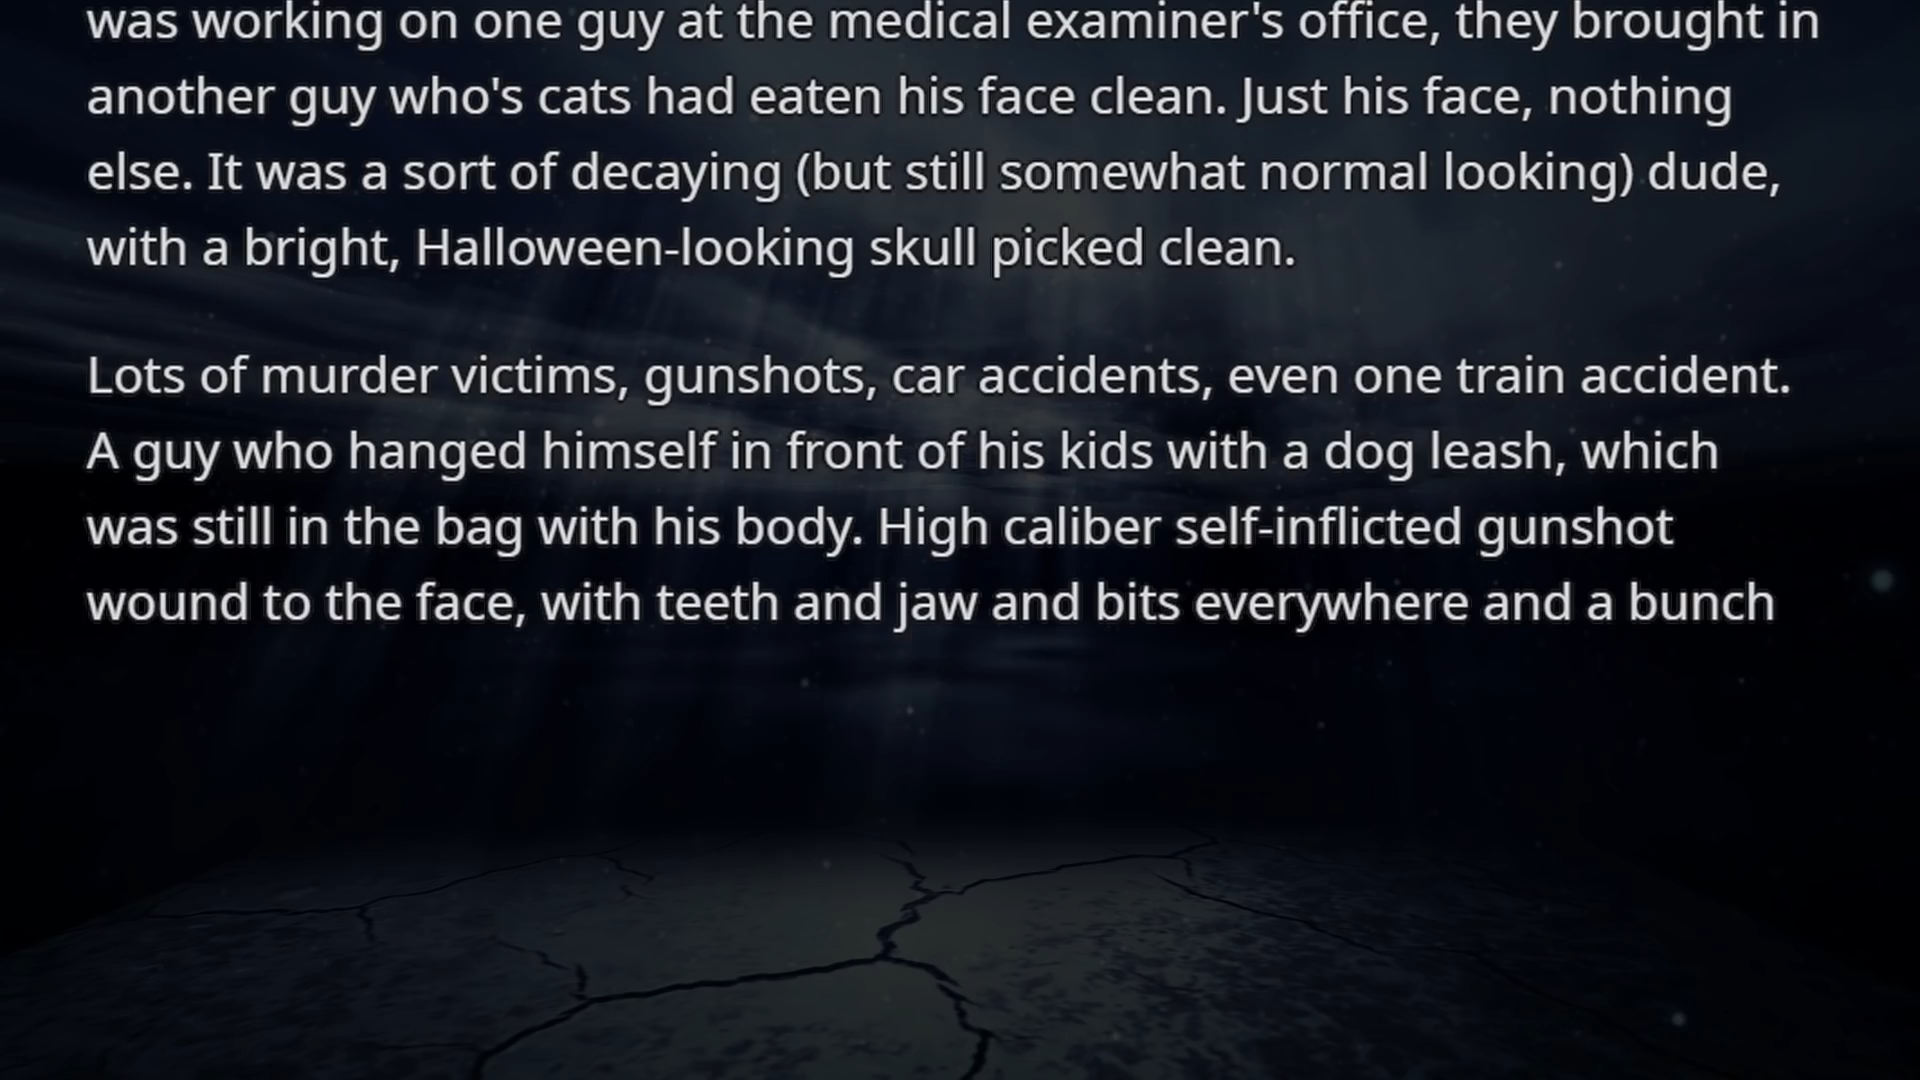 was working on one guy at the medical examiner's office, they brought in
another guy who's cats had eaten his face clean. Just his face, nothing
else. It was a sort of decaying (but still somewhat normal looking) dude,
with a bright, Halloween-looking skull picked clean.
Lots of murder victims, gunshots, car accidents, even one train accident.
A guy who hanged himself in front of his kids with a dog leash, which
was still in the bag with his body. High caliber self-inflicted gunshot
wound to the face, with teeth and jaw and bits everywhere and a bunch